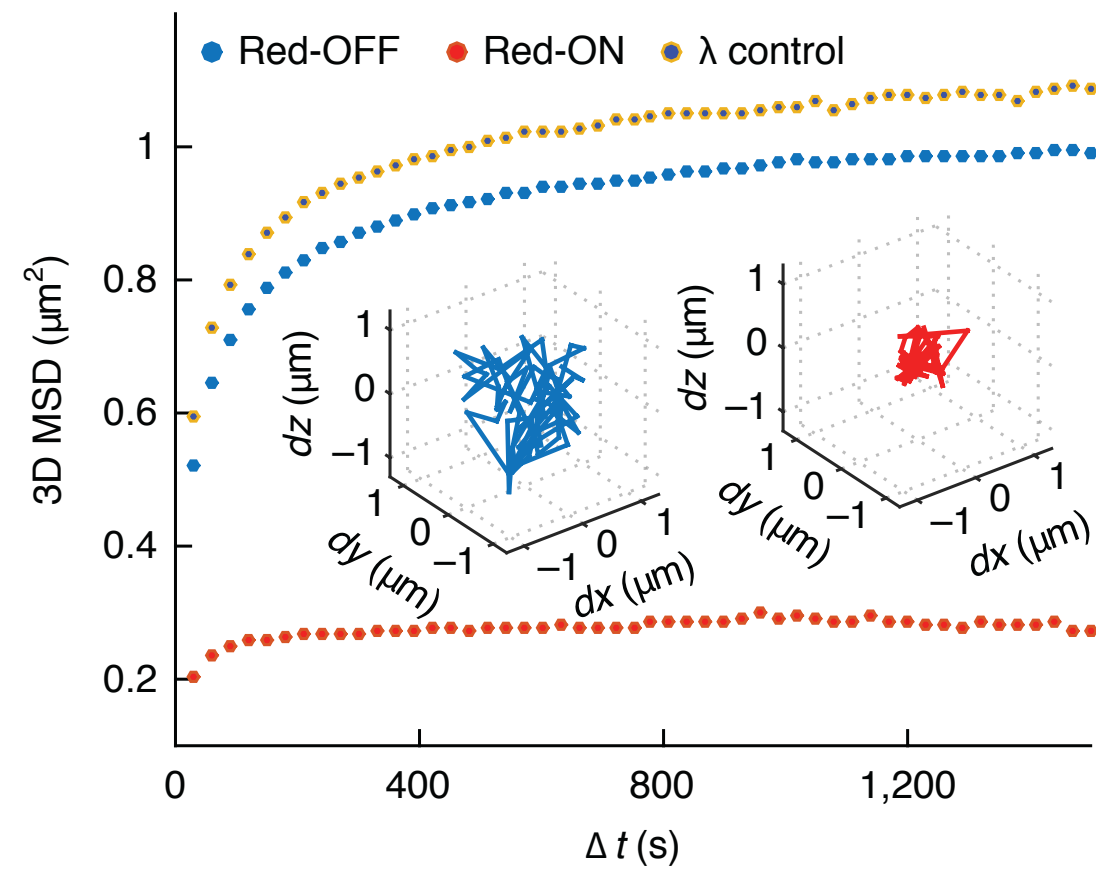 Red-OFF Red-ON λ control
3D MSD (μm²)
1
0.8
0.6
0.4
0.2
0 400 800 1,200
Δ t (s)
dz (μm)
1
0
−1
1 0 −1
dy (μm)
−1 0 1
dx (μm)
dz (μm)
1
0
−1
1 0 −1
dy (μm)
−1 0 1
dx (μm)